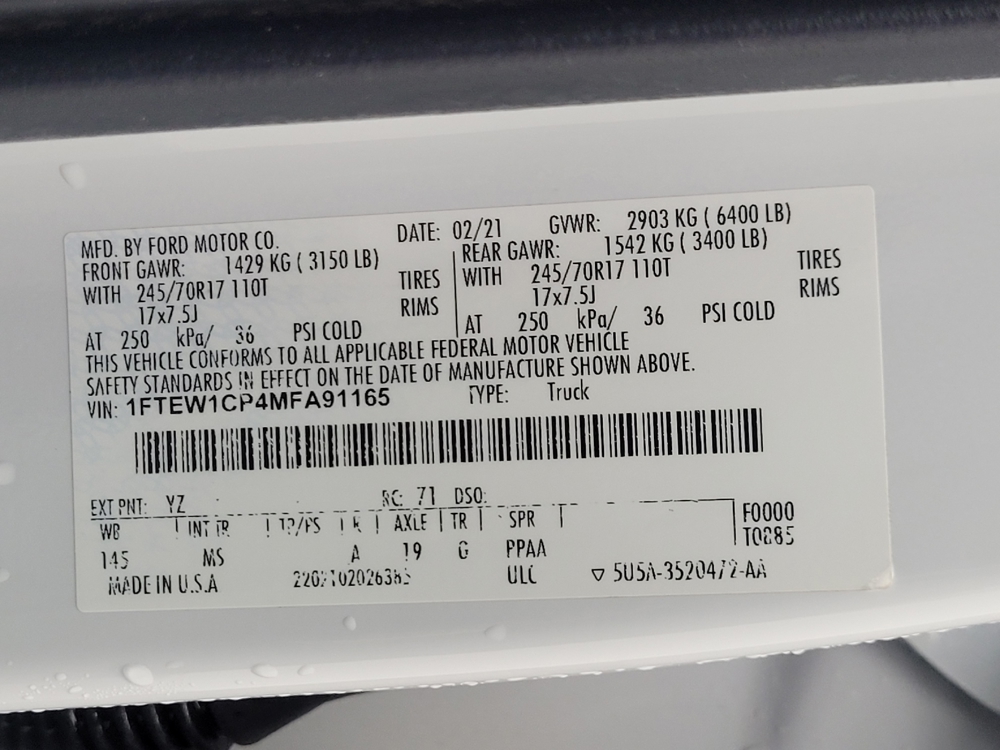 MFD. BY FORD MOTOR CO. DATE: 02/21 GVWR: 2903 KG ( 6400 LB)
FRONT GAWR: 1429 KG ( 3150 LB) REAR GAWR: 1542 KG ( 3400 LB)
WITH 245/70R17 110T TIRES WITH 245/70R17 110T TIRES
17x7.5J RIMS 17x7.5J RIMS
AT 250 kPa/ 36 PSI COLD AT 250 kPa/ 36 PSI COLD
THIS VEHICLE CONFORMS TO ALL APPLICABLE FEDERAL MOTOR VEHICLE
SAFETY STANDARDS IN EFFECT ON THE DATE OF MANUFACTURE SHOWN ABOVE.
VIN: 1FTEW1CP4MFA91165 TYPE: Truck
EXT PNT: YZ RC: 71 DSO:
WB INT TR TP/PS R AXLE TR SPR F0000
145 MS A 19 G PPAA T0885
MADE IN U.S.A ULC ▽ 5U5A-3520472-AA